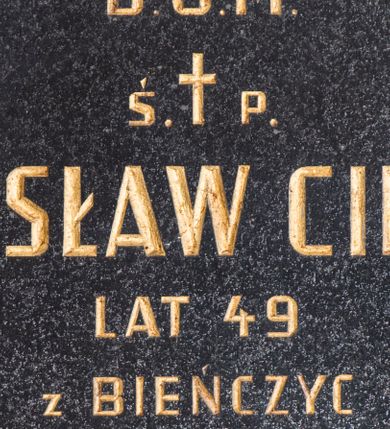 D.O.M.
Ś. † P.
SŁAW CI
LAT 49
z BIEŃCZYC